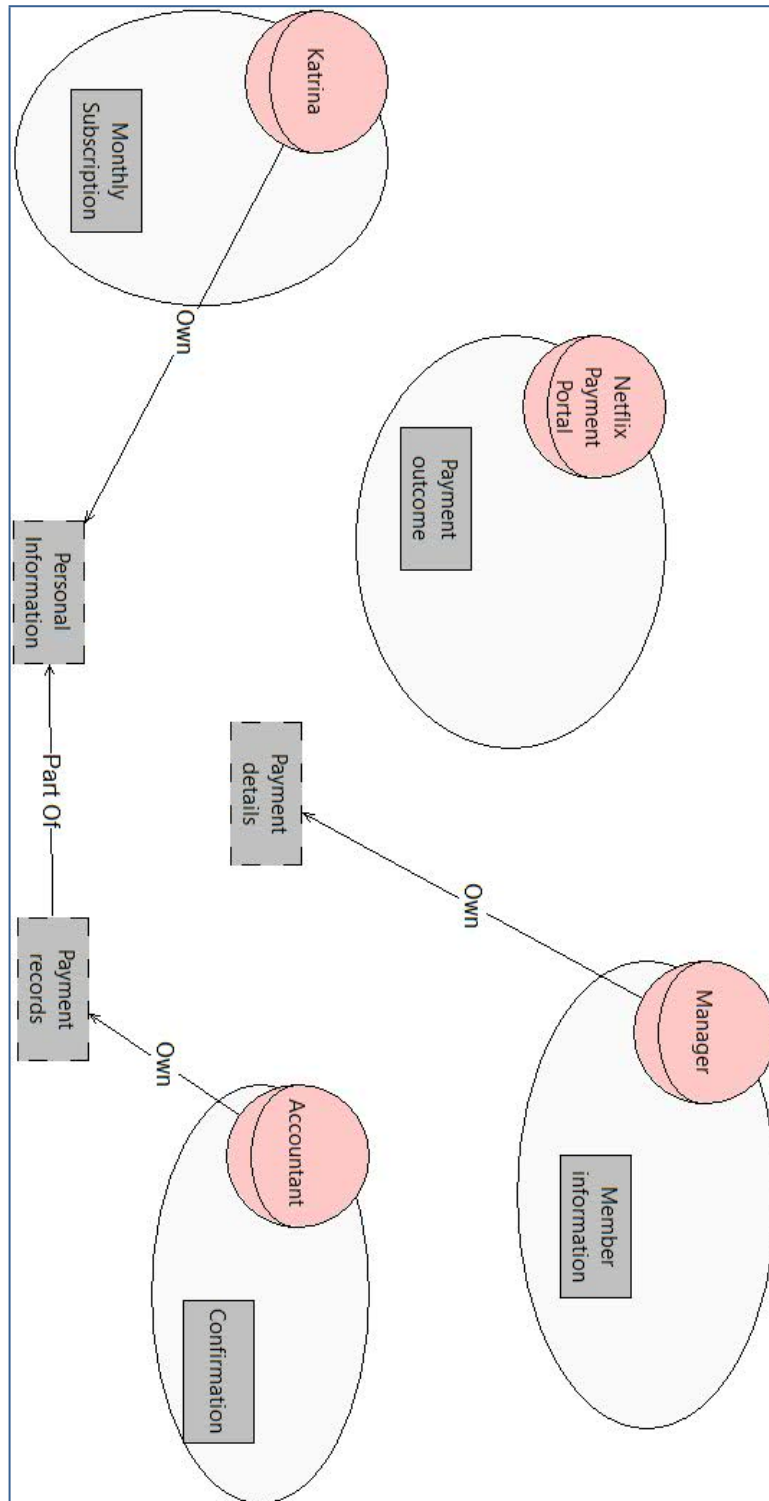 Katrina
Monthly
Subscription
Own
Netflix
Payment
Portal
Payment
outcome
Personal
Information
Part Of
Payment
details
Own
Payment
records
Own
Manager
Member
information
Accountant
Confirmation